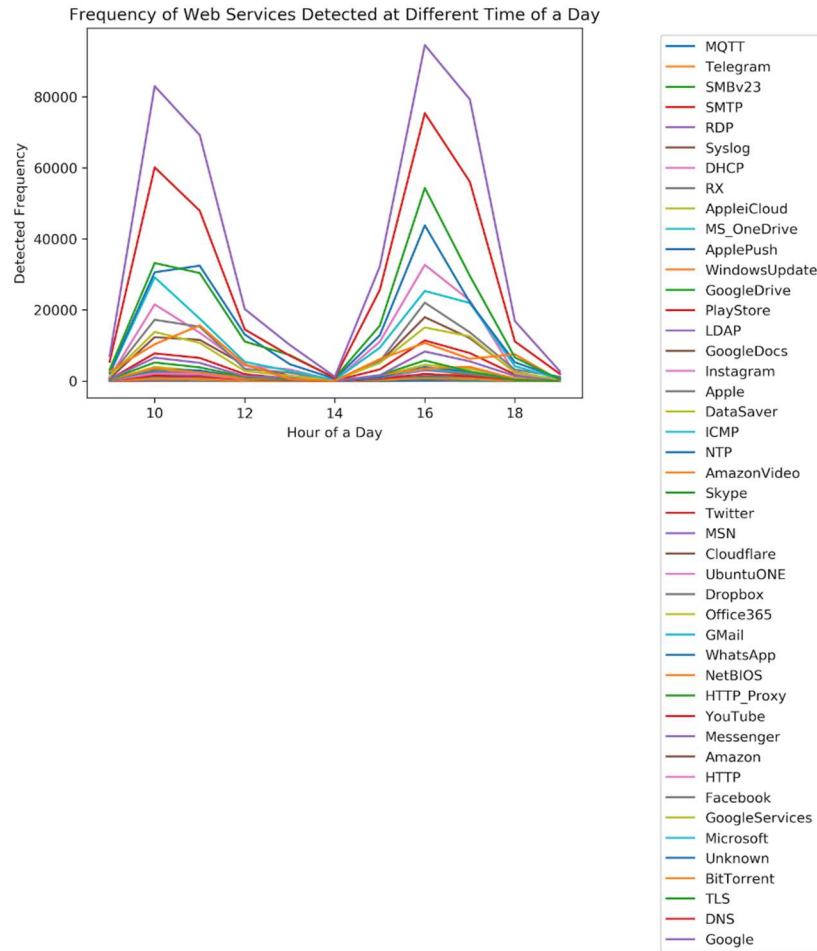 Frequency of Web Services Detected at Different Time of a Day
80000
60000
40000
20000
0
Detected Frequency
10
12
14
16
18
Hour of a Day
MQTT
Telegram
SMBv23
SMTP
RDP
Syslog
DHCP
RX
AppleiCloud
MS_OneDrive
ApplePush
WindowsUpdate
GoogleDrive
PlayStore
LDAP
GoogleDocs
Instagram
Apple
DataSaver
ICMP
NTP
AmazonVideo
Skype
Twitter
MSN
Cloudflare
UbuntuONE
Dropbox
Office365
GMail
WhatsApp
NetBIOS
HTTP_Proxy
YouTube
Messenger
Amazon
HTTP
Facebook
GoogleServices
Microsoft
Unknown
BitTorrent
TLS
DNS
Google